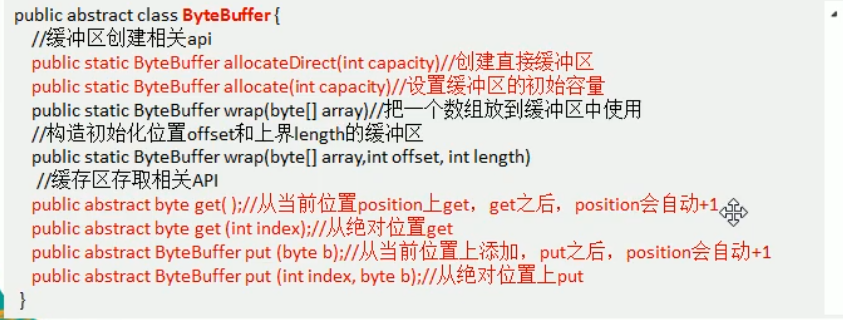 public abstract class ByteBuffer {
//缓冲区创建相关api
public static ByteBuffer allocateDirect(int capacity)//创建直接缓冲区
public static ByteBuffer allocate(int capacity)//设置缓冲区的初始容量
public static ByteBuffer wrap(byte[] array)//把一个数组放到缓冲区中使用
//构造初始化位置offset和上界length的缓冲区
public static ByteBuffer wrap(byte[] array,int offset, int length)
//缓存区存取相关API
public abstract byte get( );//从当前位置position上get，get之后，position会自动+1
public abstract byte get (int index);//从绝对位置get
public abstract ByteBuffer put (byte b);//从当前位置上添加，put之后，position会自动+1
public abstract ByteBuffer put (int index, byte b);//从绝对位置上put
}